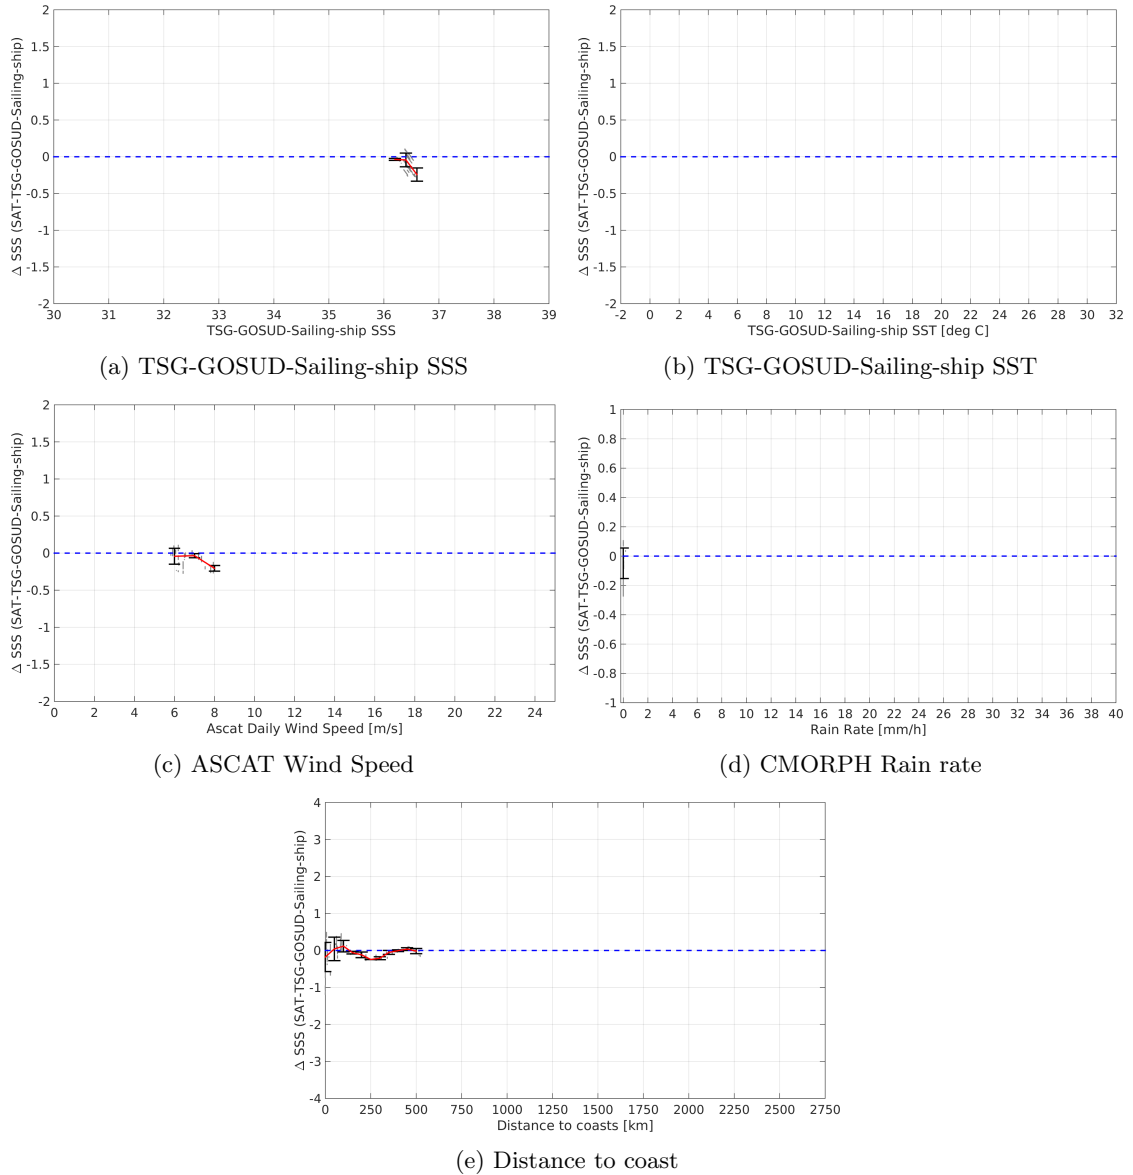 Δ SSS (SAT-TSG-GOSUD-Sailing-ship)
2
1.5
1
0.5
0
-0.5
-1
-1.5
-2
30 31 32 33 34 35 36 37 38 39
TSG-GOSUD-Sailing-ship SSS
(a) TSG-GOSUD-Sailing-ship SSS
Δ SSS (SAT-TSG-GOSUD-Sailing-ship)
2
1.5
1
0.5
0
-0.5
-1
-1.5
-2
-2 0 2 4 6 8 10 12 14 16 18 20 22 24 26 28 30 32
TSG-GOSUD-Sailing-ship SST [deg C]
(b) TSG-GOSUD-Sailing-ship SST
Δ SSS (SAT-TSG-GOSUD-Sailing-ship)
2
1.5
1
0.5
0
-0.5
-1
-1.5
-2
0 2 4 6 8 10 12 14 16 18 20 22 24
Ascat Daily Wind Speed [m/s]
(c) ASCAT Wind Speed
Δ SSS (SAT-TSG-GOSUD-Sailing-ship)
1
0.8
0.6
0.4
0.2
0
-0.2
-0.4
-0.6
-0.8
-1
0 2 4 6 8 10 12 14 16 18 20 22 24 26 28 30 32 34 36 38 40
Rain Rate [mm/h]
(d) CMORPH Rain rate
Δ SSS (SAT-TSG-GOSUD-Sailing-ship)
4
3
2
1
0
-1
-2
-3
-4
0 250 500 750 1000 1250 1500 1750 2000 2250 2500 2750
Distance to coasts [km]
(e) Distance to coast